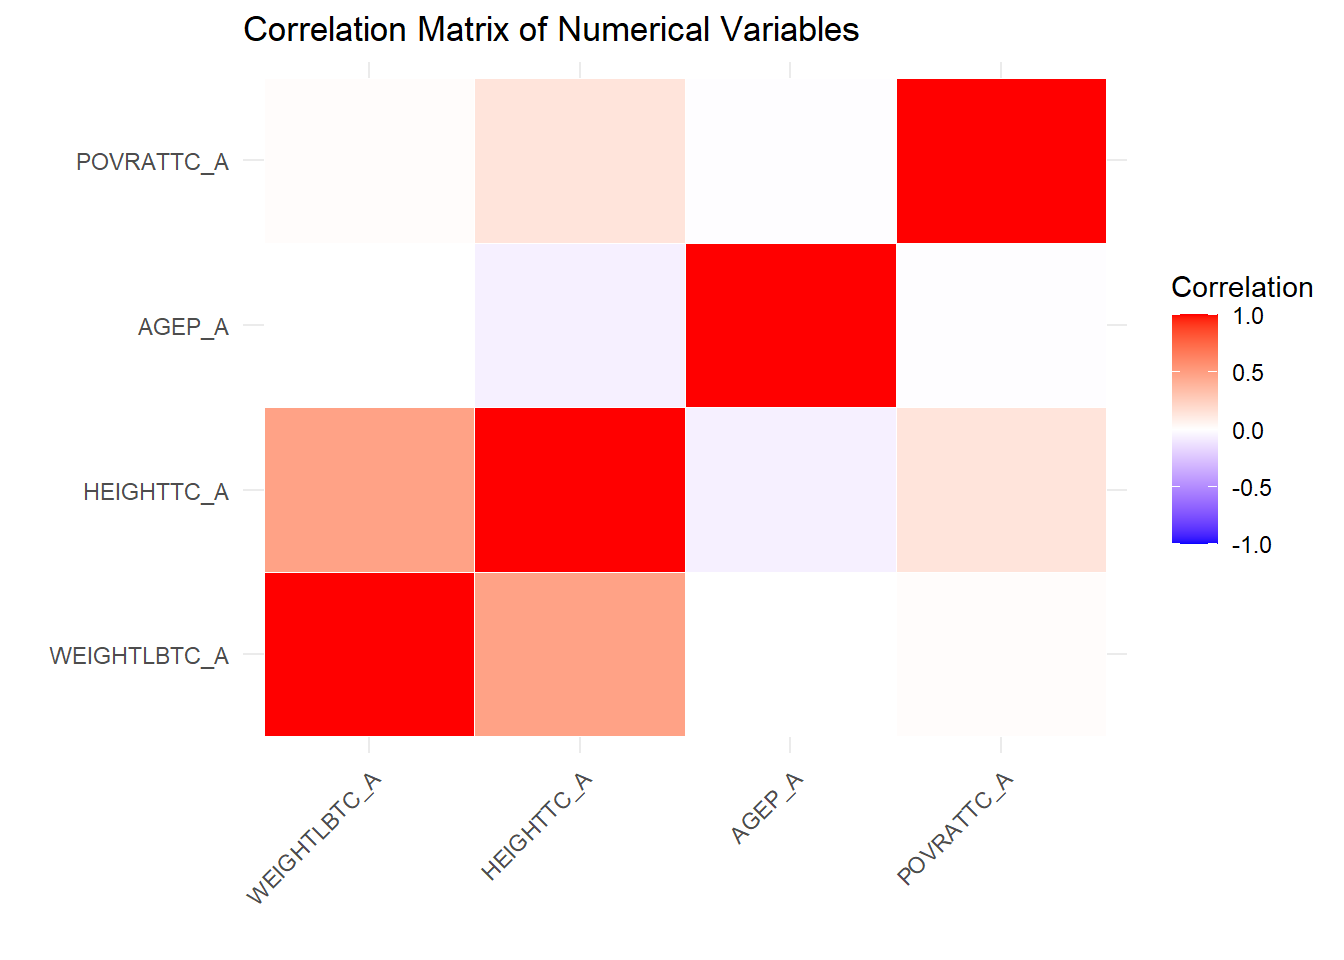 Correlation Matrix of Numerical Variables
POVRATTC_A
AGEP_A
HEIGHTTC_A
WEIGHTLBTC_A
WEIGHTLBTC_A
HEIGHTTC_A
AGEP_A
POVRATTC_A
Correlation
1.0
0.5
0.0
-0.5
-1.0